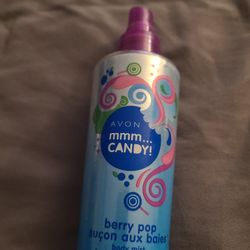 AVON
mmm...
CANDY!
berry pop
suçon aux baies
body mist